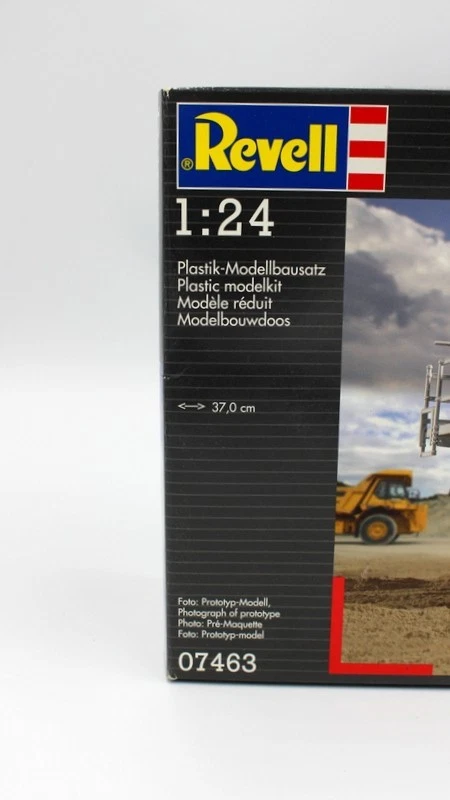 ® Revell
1:24
Plastik-Modellbausatz
Plastic modelkit
Modèle réduit
Modelbouwdoos
<--> 37,0 cm
Foto: Prototyp-Modell,
Photograph of prototype
Photo: Pré-Maquette
Foto: Prototyp-model
07463